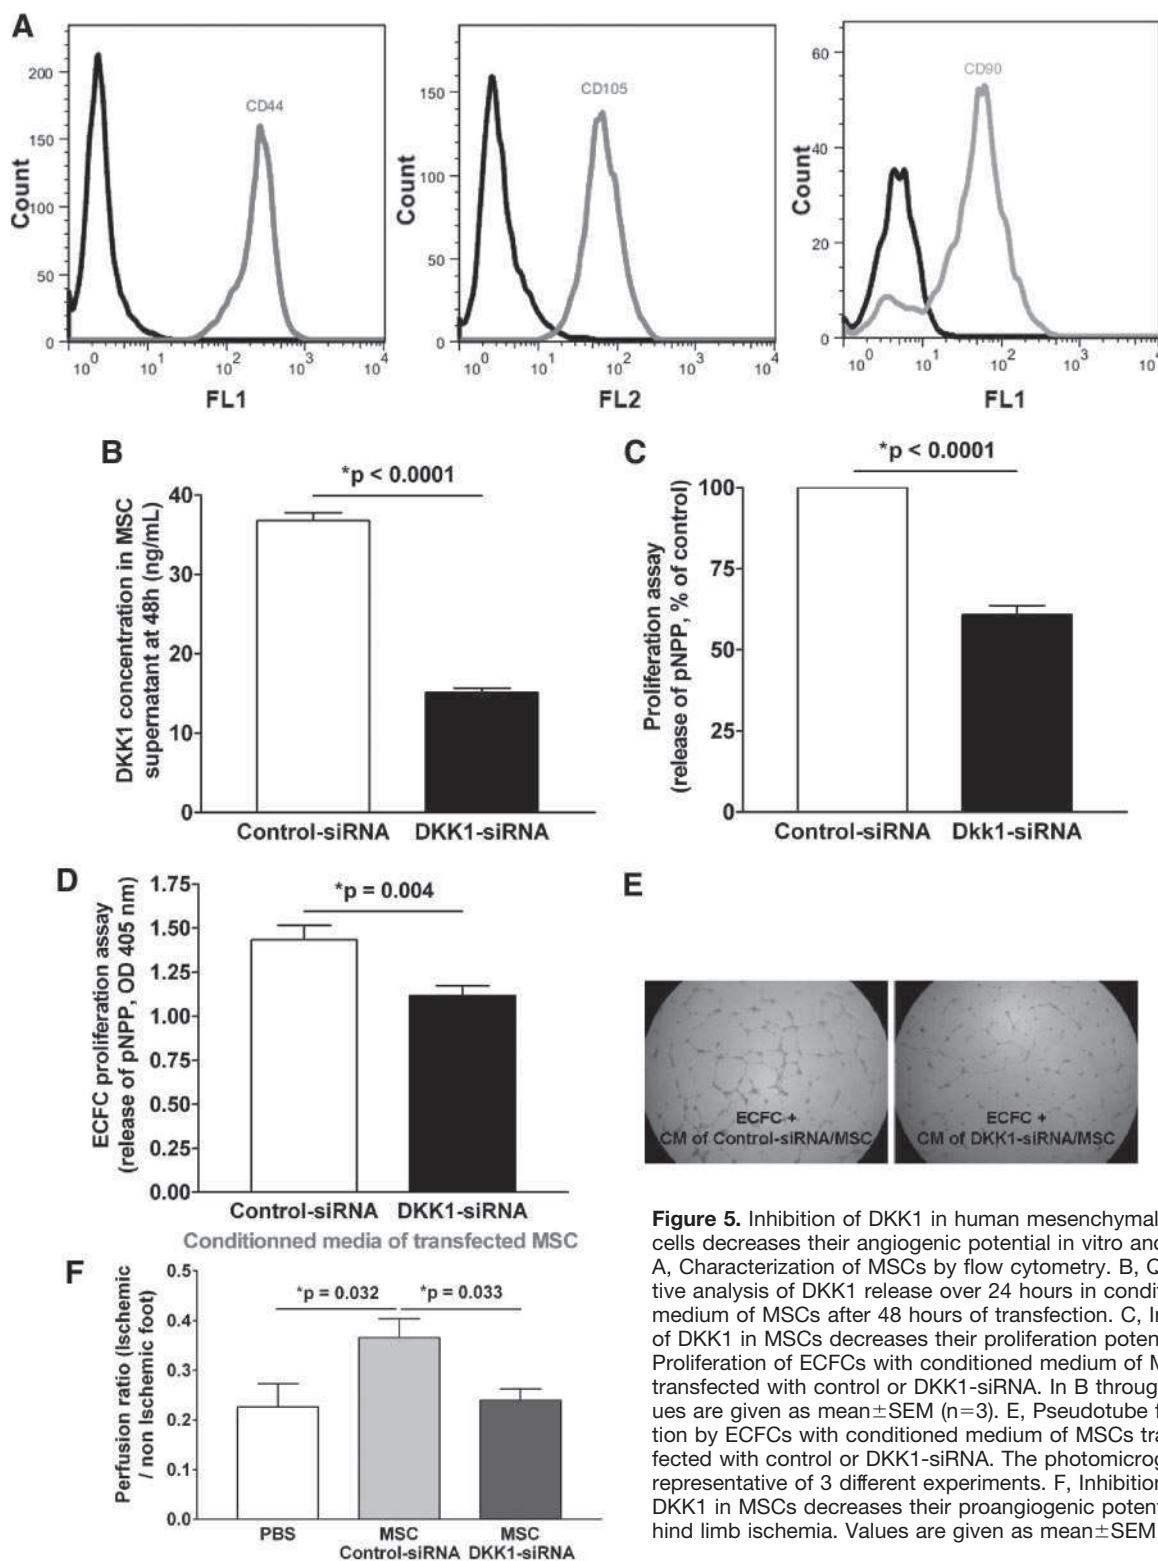 A
CD44
200
150
100
50
0
Count
10^0 10^1 10^2 10^3 10^4
FL1
CD105
150
100
50
0
Count
10^0 10^1 10^2 10^3 10^4
FL2
CD90
60
40
20
0
Count
10^0 10^1 10^2 10^3 10^4
FL1
B
*p < 0.0001
DKK1 concentration in MSC
supernatant at 48h (ng/mL)
40
30
20
10
0
Control-siRNA DKK1-siRNA
C
*p < 0.0001
Proliferation assay
(release of pNPP, % of control)
100
75
50
25
0
Control-siRNA Dkk1-siRNA
D
*p = 0.004
ECFC proliferation assay
(release of pNPP, OD 405 nm)
1.75
1.50
1.25
1.00
0.75
0.50
0.25
0.00
Control-siRNA DKK1-siRNA
Conditionned media of transfected MSC
E
ECFC +
CM of Control-siRNA/MSC
ECFC +
CM of DKK1-siRNA/MSC
F
*p = 0.032 *p = 0.033
Perfusion ratio (Ischemic
/ non Ischemic foot)
0.5
0.4
0.3
0.2
0.1
0.0
PBS
MSC
Control-siRNA
MSC
DKK1-siRNA
Figure 5. Inhibition of DKK1 in human mesenchymal
cells decreases their angiogenic potential in vitro and
A, Characterization of MSCs by flow cytometry. B,
tive analysis of DKK1 release over 24 hours in
medium of MSCs after 48 hours of transfection. C,
of DKK1 in MSCs decreases their proliferation
Proliferation of ECFCs with conditioned medium of
transfected with control or DKK1-siRNA. In B
ues are given as mean±SEM (n=3). E, Pseudotube
tion by ECFCs with conditioned medium of MSCs
fected with control or DKK1-siRNA. The
representative of 3 different experiments. F, Inhibition
DKK1 in MSCs decreases their proangiogenic
hind limb ischemia. Values are given as mean±SEM